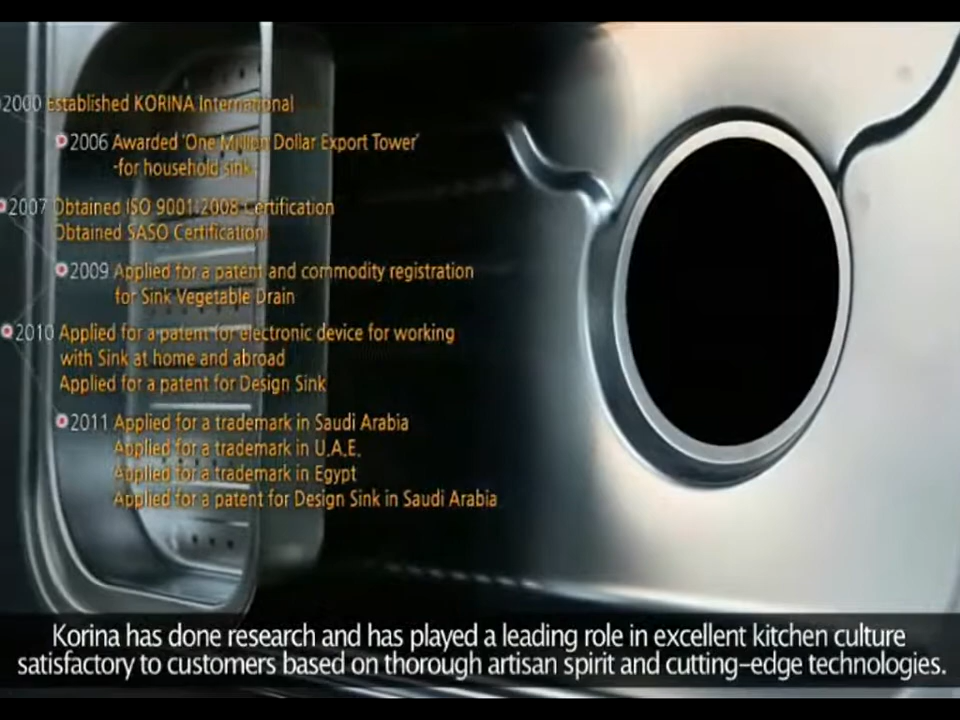 2000 Established KORINA International
2006 Awarded 'One Million Dollar Export Tower'
-for household sink
2007 Obtained ISO 9001:2008 Certification
Obtained SASO Certification
2009 Applied for a patent and commodity registration
for Sink Vegetable Drain
2010 Applied for a patent for electronic device for working
with Sink at home and abroad
Applied for a patent for Design Sink
2011 Applied for a trademark in Saudi Arabia
Applied for a trademark in U.A.E.
Applied for a trademark in Egypt
Applied for a patent for Design Sink in Saudi Arabia
Korina has done research and has played a leading role in excellent kitchen culture
satisfactory to customers based on thorough artisan spirit and cutting-edge technologies.